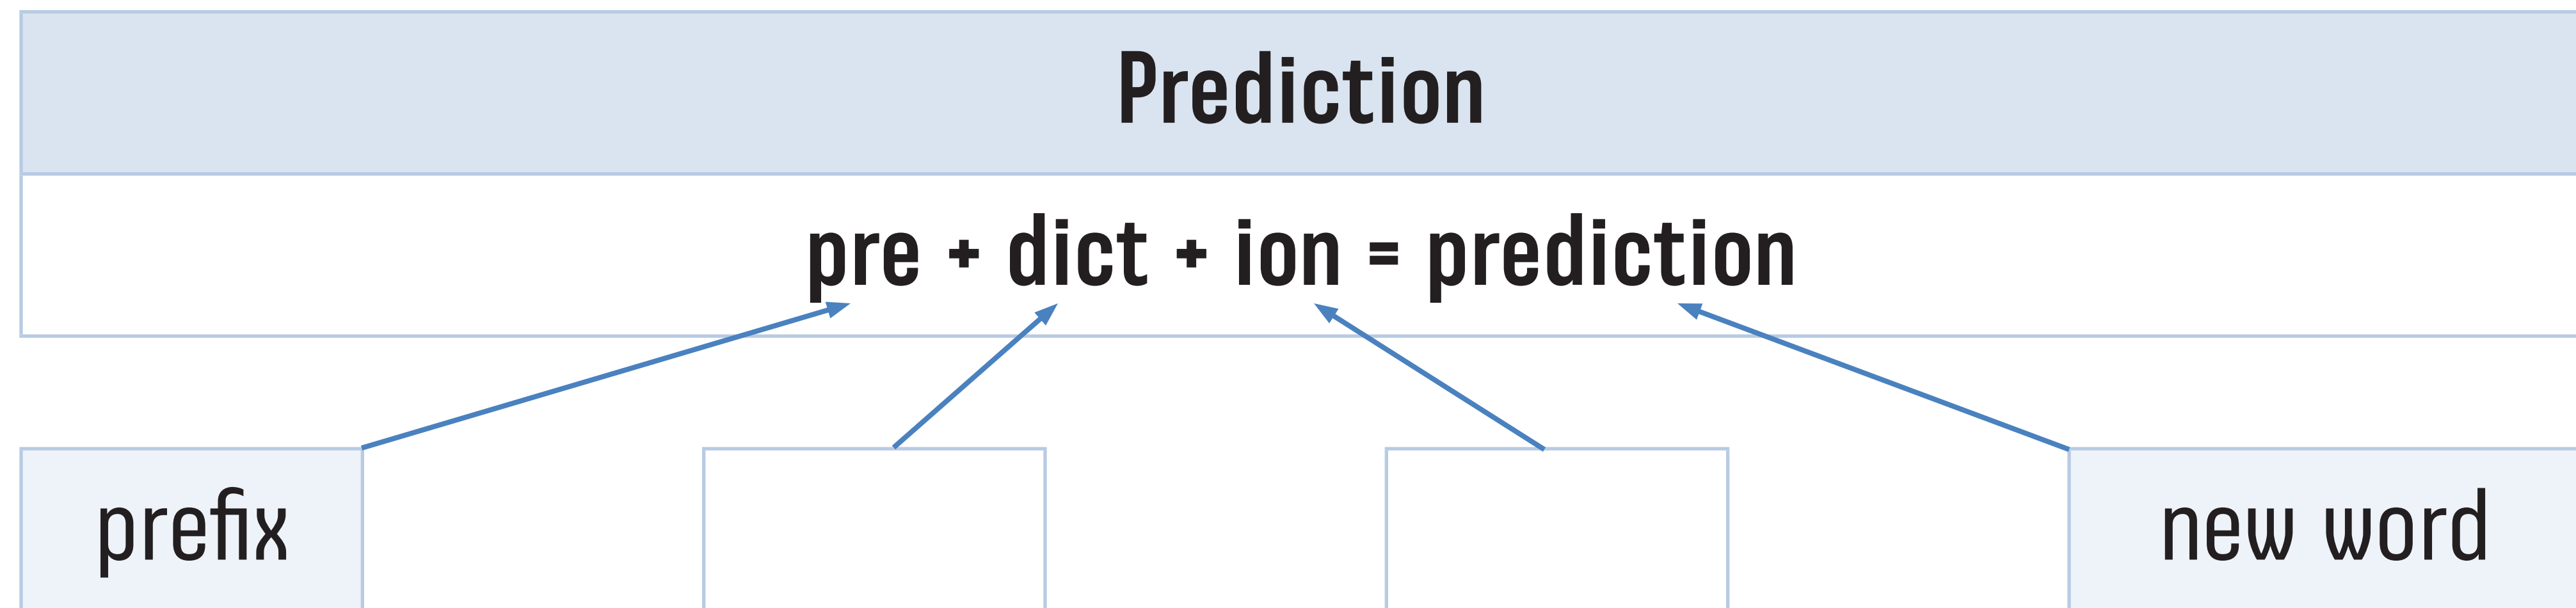 Prediction
pre + dict + ion = prediction
prefix
new word